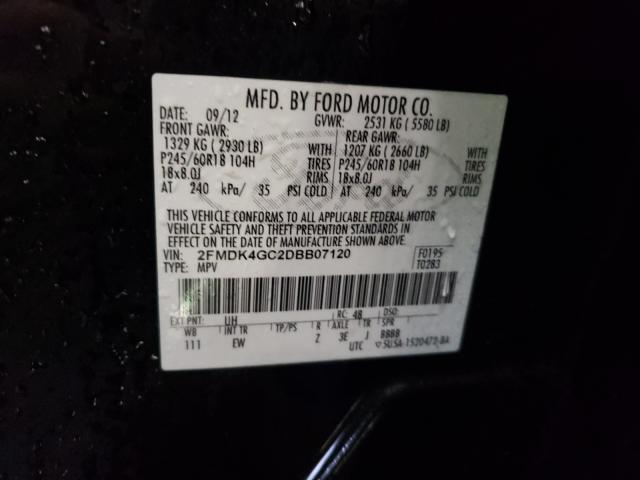 MFD. BY FORD MOTOR CO.
DATE: 09/12 GVWR: 2531 KG ( 5580 LB)
FRONT GAWR: REAR GAWR:
1329 KG ( 2930 LB) WITH 1207 KG ( 2660 LB) WITH
P245/60R18 104H TIRES P245/60R18 104H TIRES
18x8.0J RIMS 18x8.0J RIMS
AT 240 kPa/ 35 PSI COLD AT 240 kPa/ 35 PSI COLD
THIS VEHICLE CONFORMS TO ALL APPLICABLE FEDERAL MOTOR
VEHICLE SAFETY AND THEFT PREVENTION STANDARDS IN
EFFECT ON THE DATE OF MANUFACTURE SHOWN ABOVE.
VIN: 2FMDK4GC2DBB07120 F0195
TYPE: MPV T0283
EXT PNT: UH RC: 48 DSO:
WB INT TR TP/PS R AXLE TR SPR
111 EW Z 3E J BBBB
UTC 5USA-1520472-BA